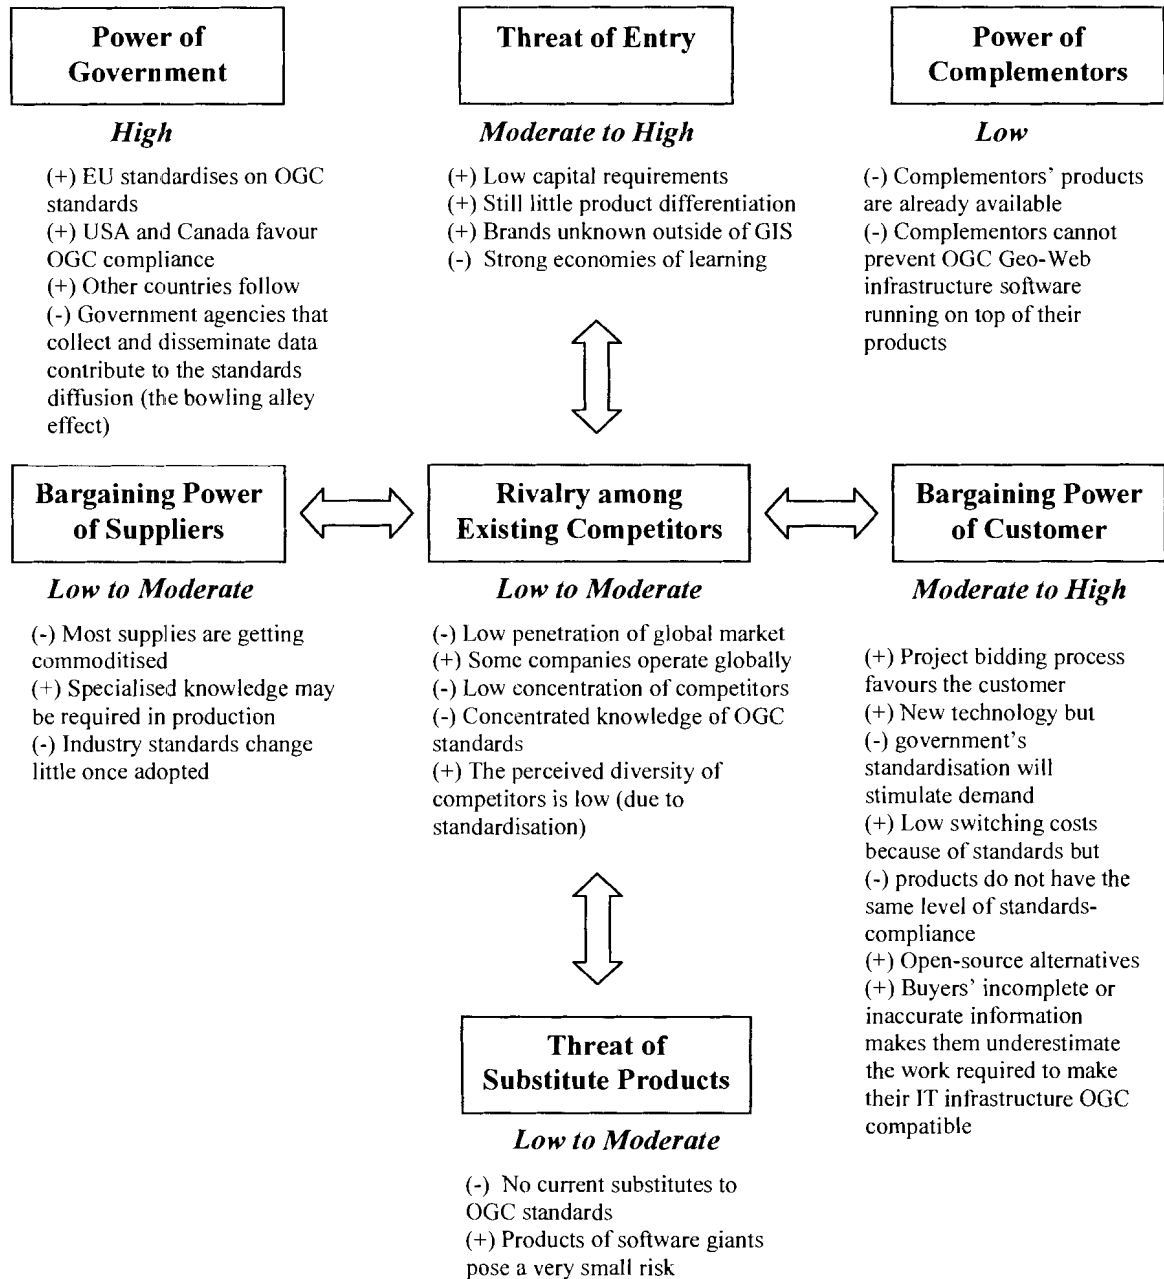 Power of
Government
High
(+) EU standardises on OGC
standards
(+) USA and Canada favour
OGC compliance
(+) Other countries follow
(-) Government agencies that
collect and disseminate data
contribute to the standards
diffusion (the bowling alley
effect)
Threat of Entry
Moderate to High
(+) Low capital requirements
(+) Still little product differentiation
(+) Brands unknown outside of GIS
(-) Strong economies of learning
Power of
Complementors
Low
(-) Complementors' products
are already available
(-) Complementors cannot
prevent OGC Geo-Web
infrastructure software
running on top of their
products
Bargaining Power
of Suppliers
Low to Moderate
(-) Most supplies are getting
commoditised
(+) Specialised knowledge may
be required in production
(-) Industry standards change
little once adopted
Rivalry among
Existing Competitors
Low to Moderate
(-) Low penetration of global market
(+) Some companies operate globally
(-) Low concentration of competitors
(-) Concentrated knowledge of OGC
standards
(+) The perceived diversity of
competitors is low (due to
standardisation)
Bargaining Power
of Customer
Moderate to High
(+) Project bidding process
favours the customer
(+) New technology but
(-) government's
standardisation will
stimulate demand
(+) Low switching costs
because of standards but
(-) products do not have the
same level of standards-
compliance
(+) Open-source alternatives
(+) Buyers' incomplete or
inaccurate information
makes them underestimate
the work required to make
their IT infrastructure OGC
compatible
Threat of
Substitute Products
Low to Moderate
(-) No current substitutes to
OGC standards
(+) Products of software giants
pose a very small risk